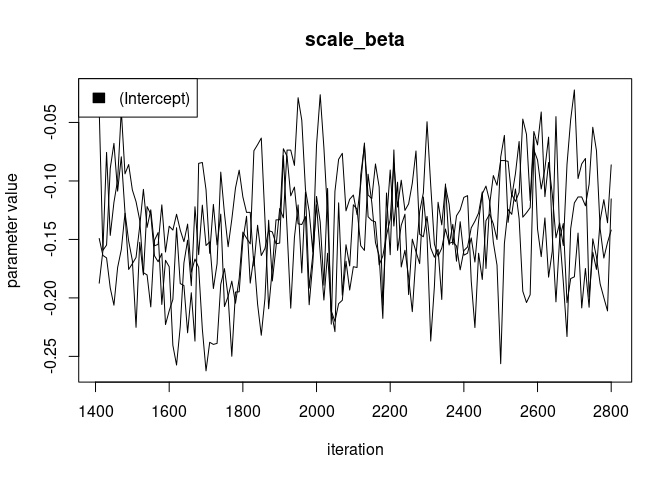 scale_beta
(Intercept)
parameter value
-0.05
-0.10
-0.15
-0.20
-0.25
1400 1600 1800 2000 2200 2400 2600 2800
iteration